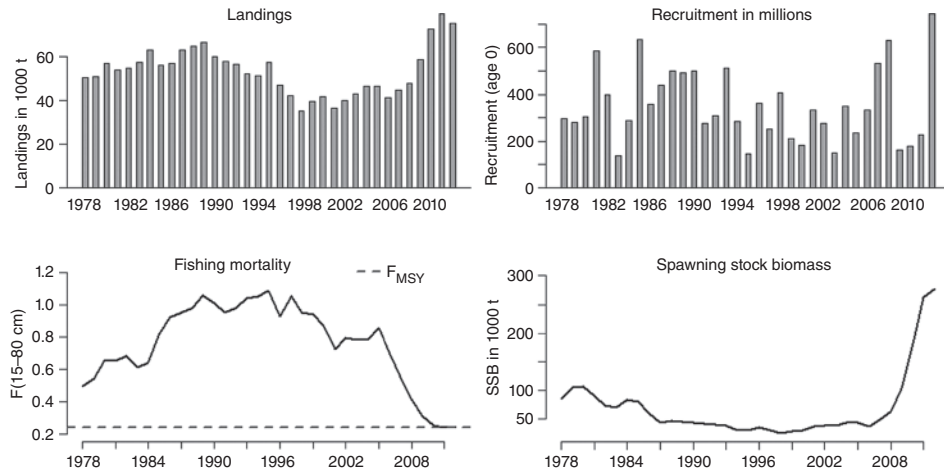 Landings
Landings in 1000 t
60
40
20
0
1978 1982 1986 1990 1994 1998 2002 2006 2010
Recruitment in millions
Recruitment (age 0)
600
400
200
0
1978 1982 1986 1990 1994 1998 2002 2006 2010
Fishing mortality
F_MSY
F(15–80 cm)
1.2
1.0
0.8
0.6
0.4
0.2
1978 1984 1990 1996 2002 2008
Spawning stock biomass
SSB in 1000 t
300
200
100
50
1978 1984 1990 1996 2002 2008